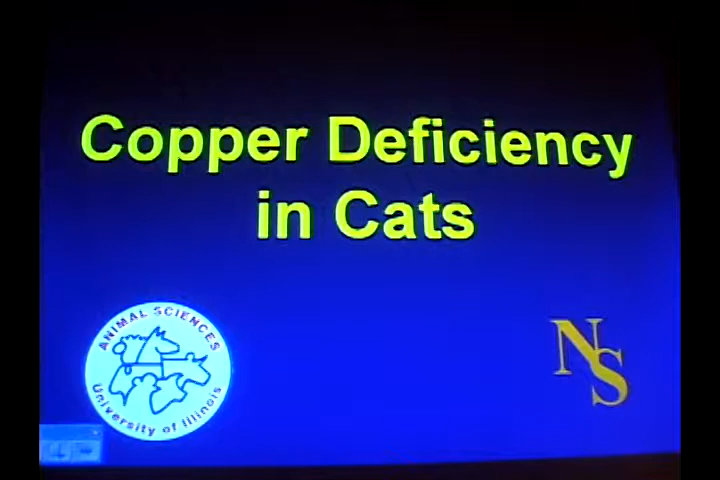 Copper Deficiency
in Cats
ANIMAL SCIENCES
University of Illinois
NS